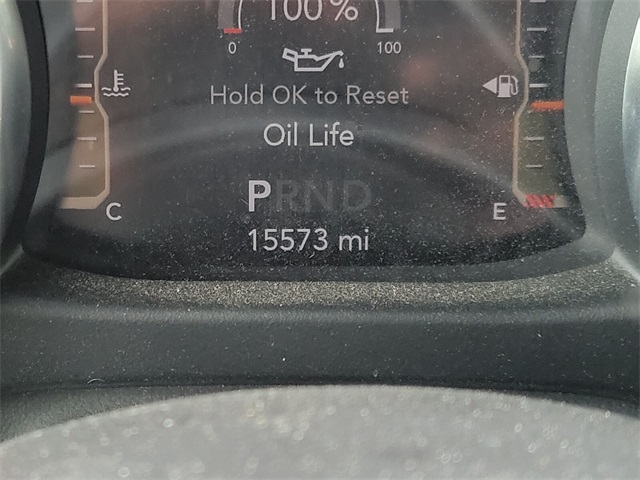 100%
0 100
Hold OK to Reset
Oil Life
PRND
C E
15573 mi